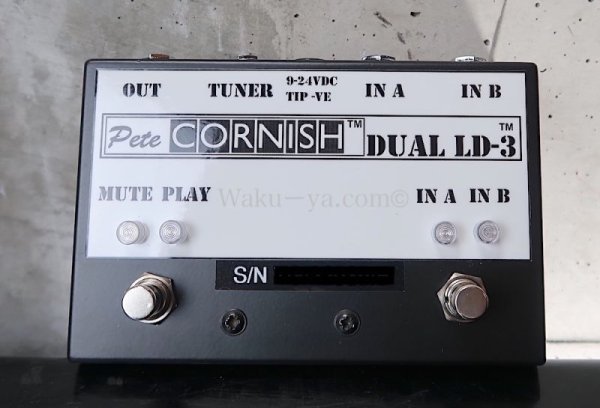 OUT TUNER 9-24VDC TIP -VE IN A IN B
Pete CORNISH™ DUAL LD-3™
MUTE PLAY Waku-ya.com© IN A IN B
S/N